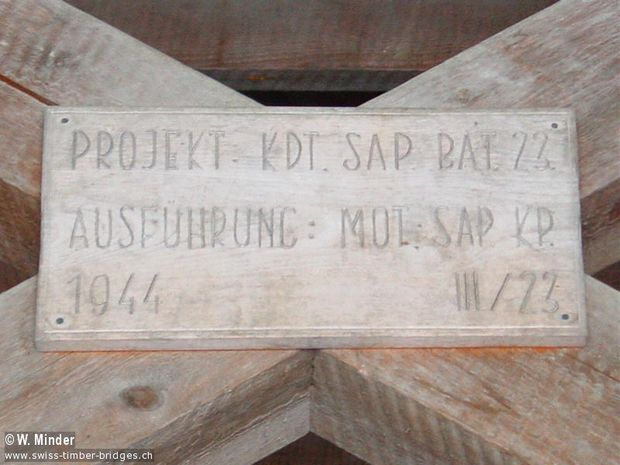 PROJEKT: KDT. SAP. BAT. 23.
AUSFÜHRUNG: MOT. SAP. KP.
1944 III/23
© W. Minder
www.swiss-timber-bridges.ch